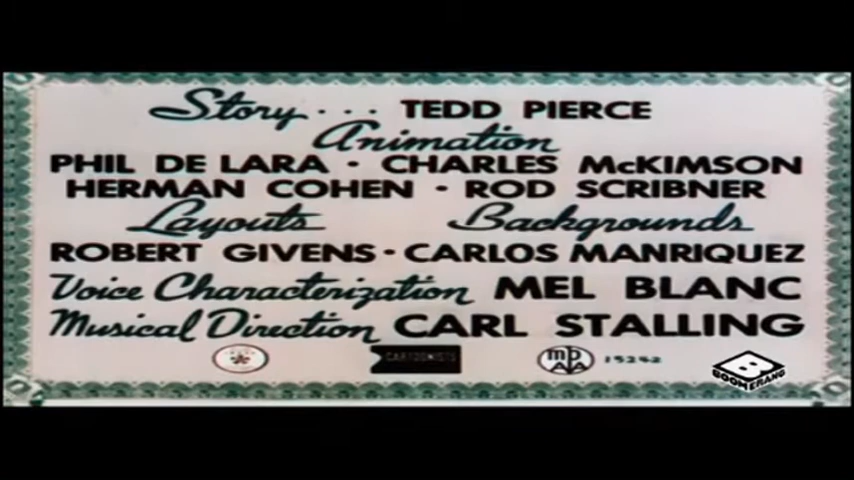 Story... TEDD PIERCE
Animation
PHIL DE LARA · CHARLES McKIMSON
HERMAN COHEN · ROD SCRIBNER
Layouts Backgrounds
ROBERT GIVENS · CARLOS MANRIQUEZ
Voice Characterization MEL BLANC
Musical Direction CARL STALLING
CARTOONISTS MPAA 15242
BOOMERANG